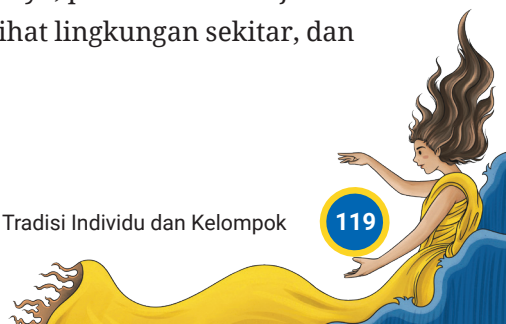 ihat lingkungan sekitar, dan
Tradisi Individu dan Kelompok
119